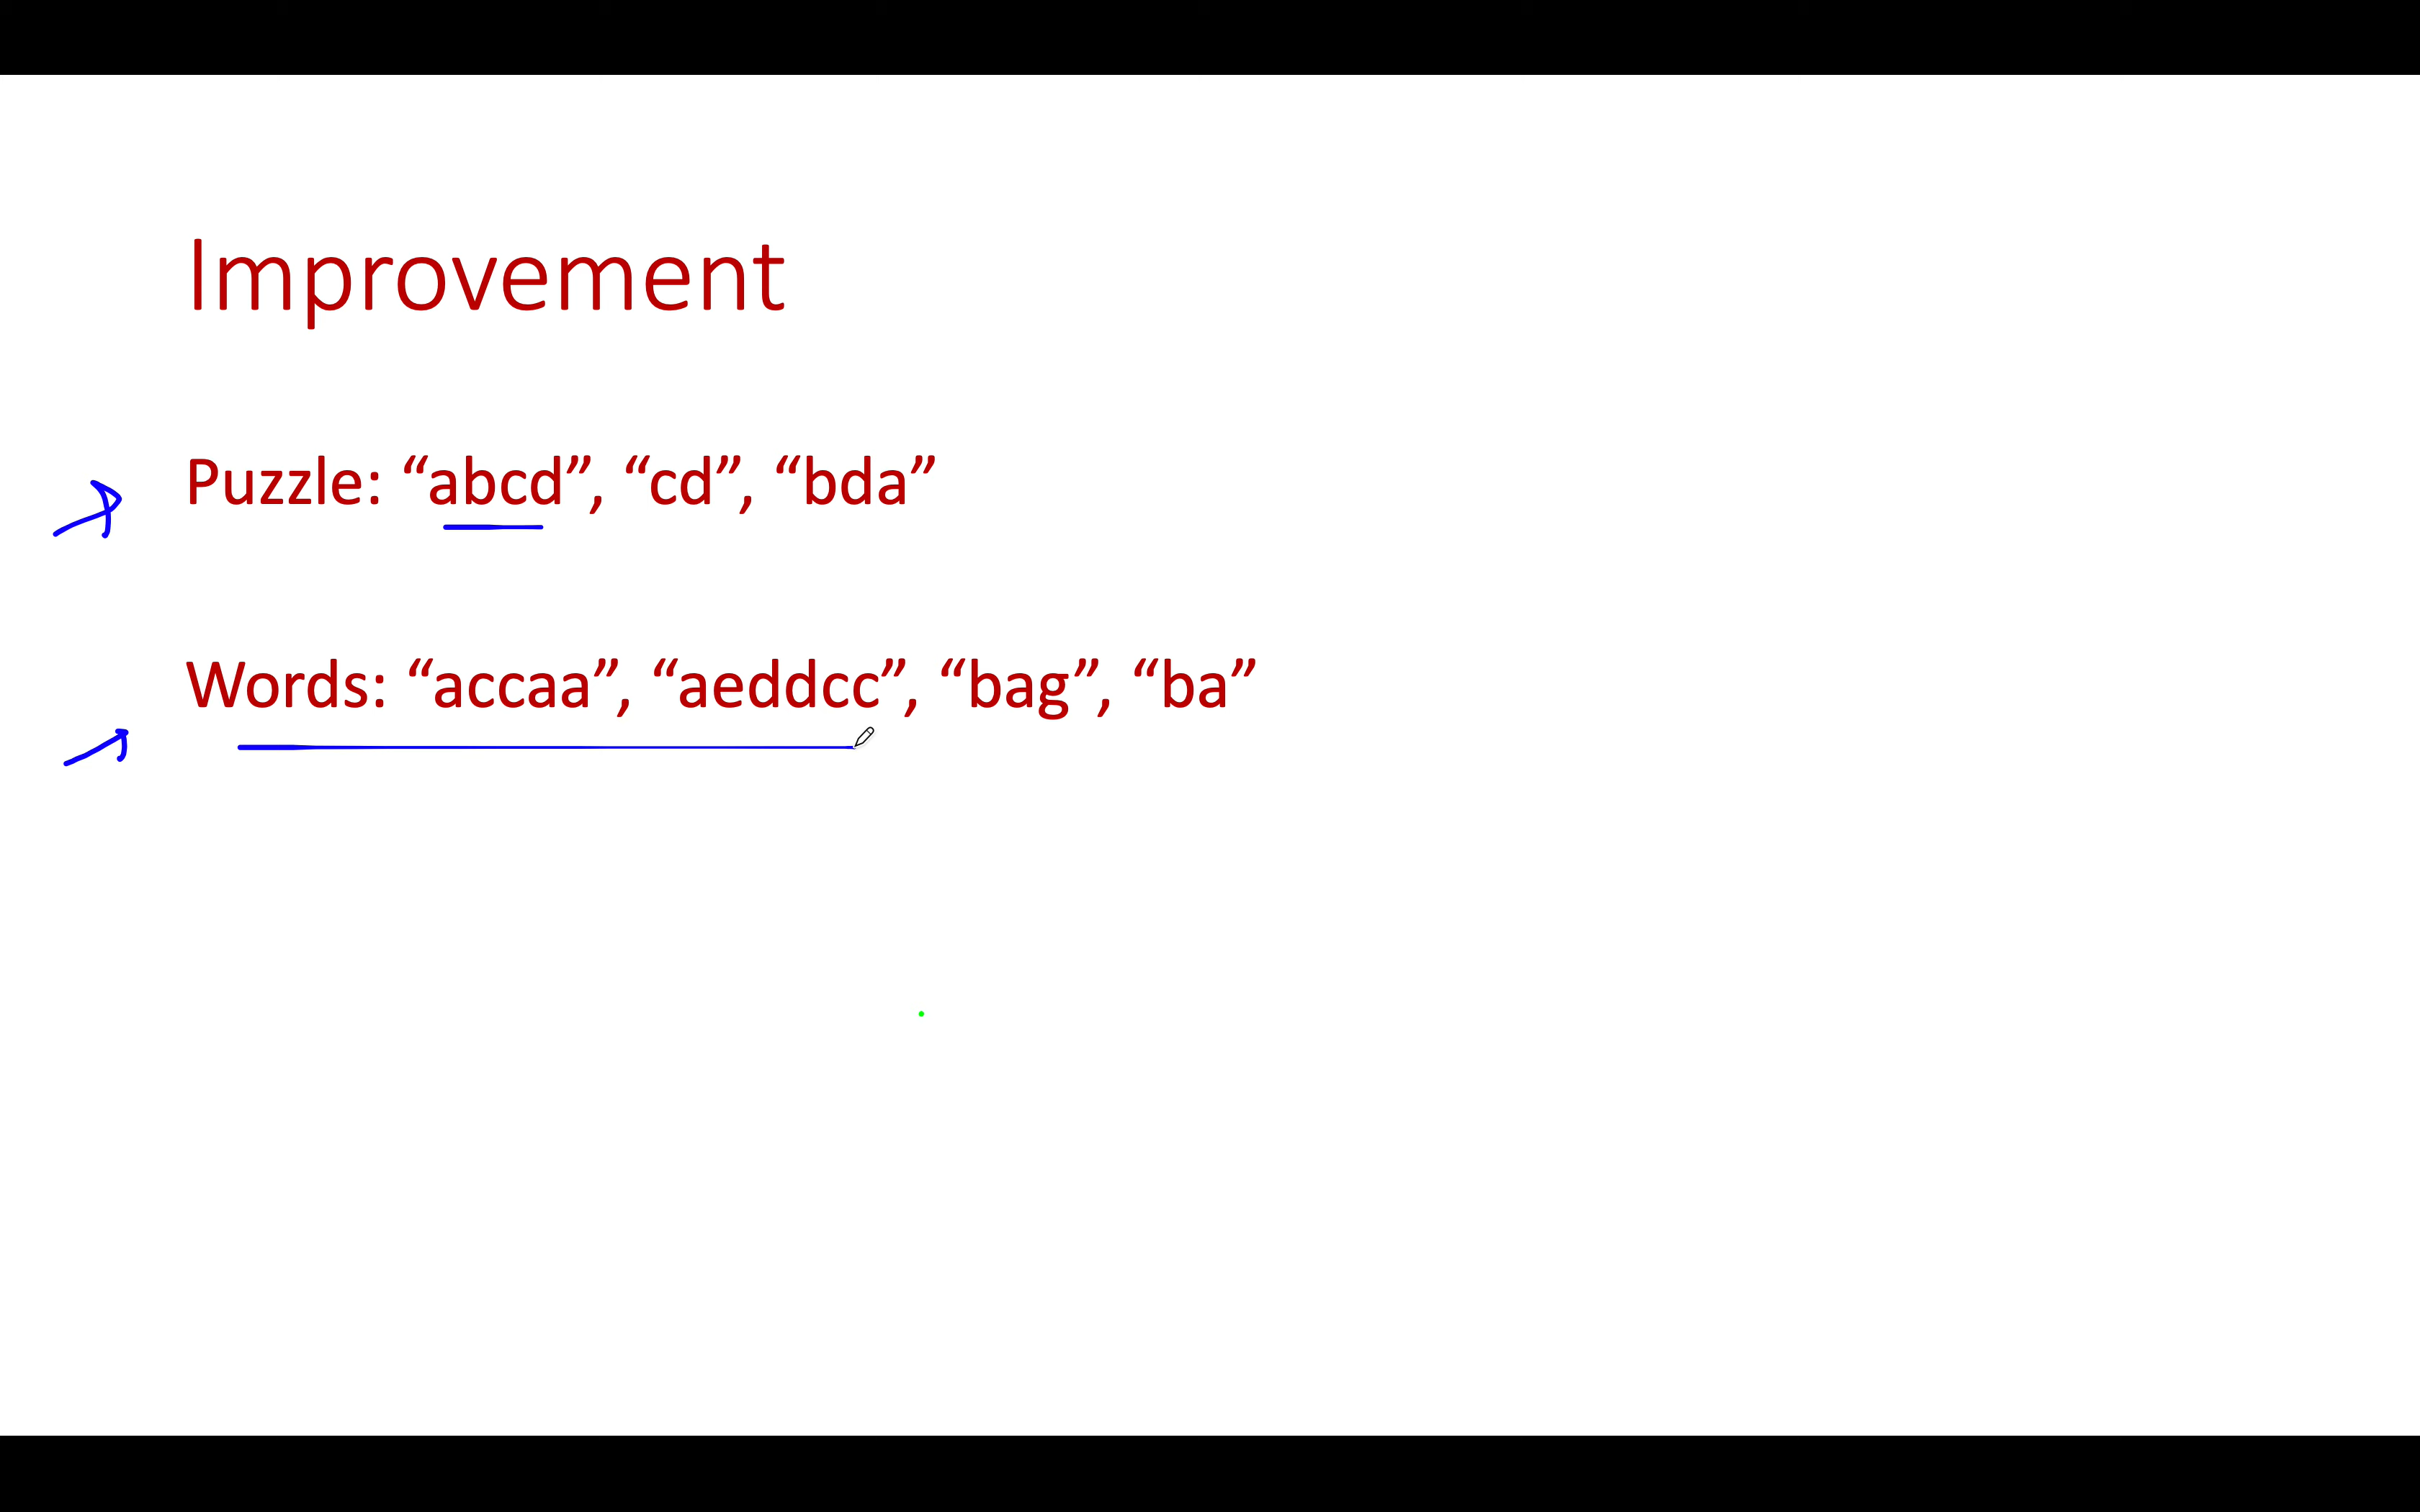 Improvement
Puzzle: “abcd”, “cd”, “bda”
Words: “accaa”, “aeddcc”, “bag”, “ba”